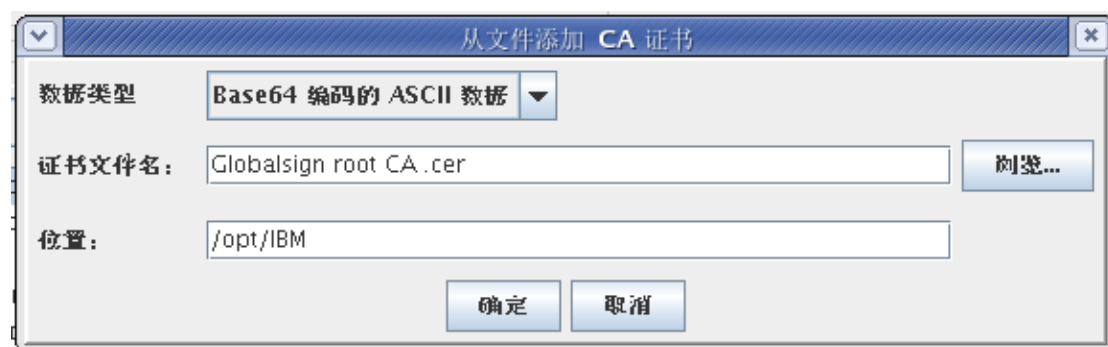 从文件添加 CA 证书
数据类型 Base64 编码的 ASCII 数据
证书文件名： Globalsign root CA .cer 浏览...
位置： /opt/IBM
确定 取消